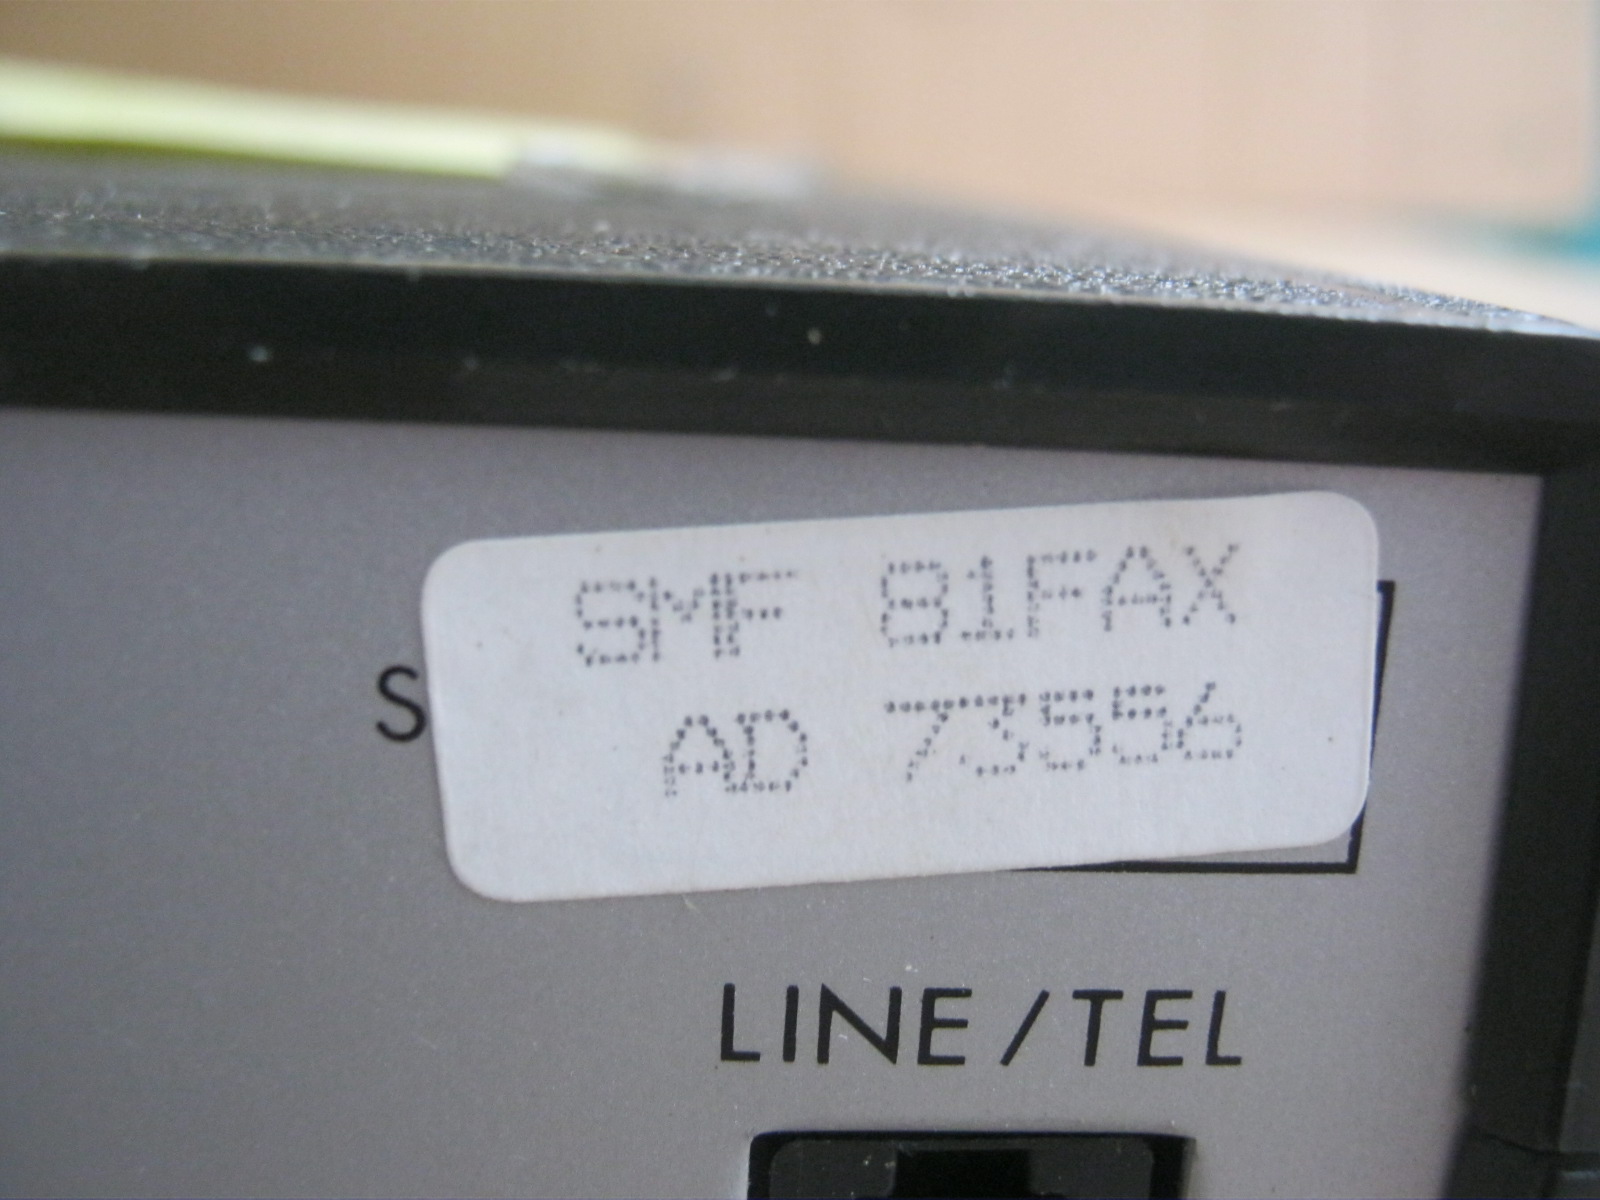 SMF 81FAX
AD 73556
S
LINE/TEL